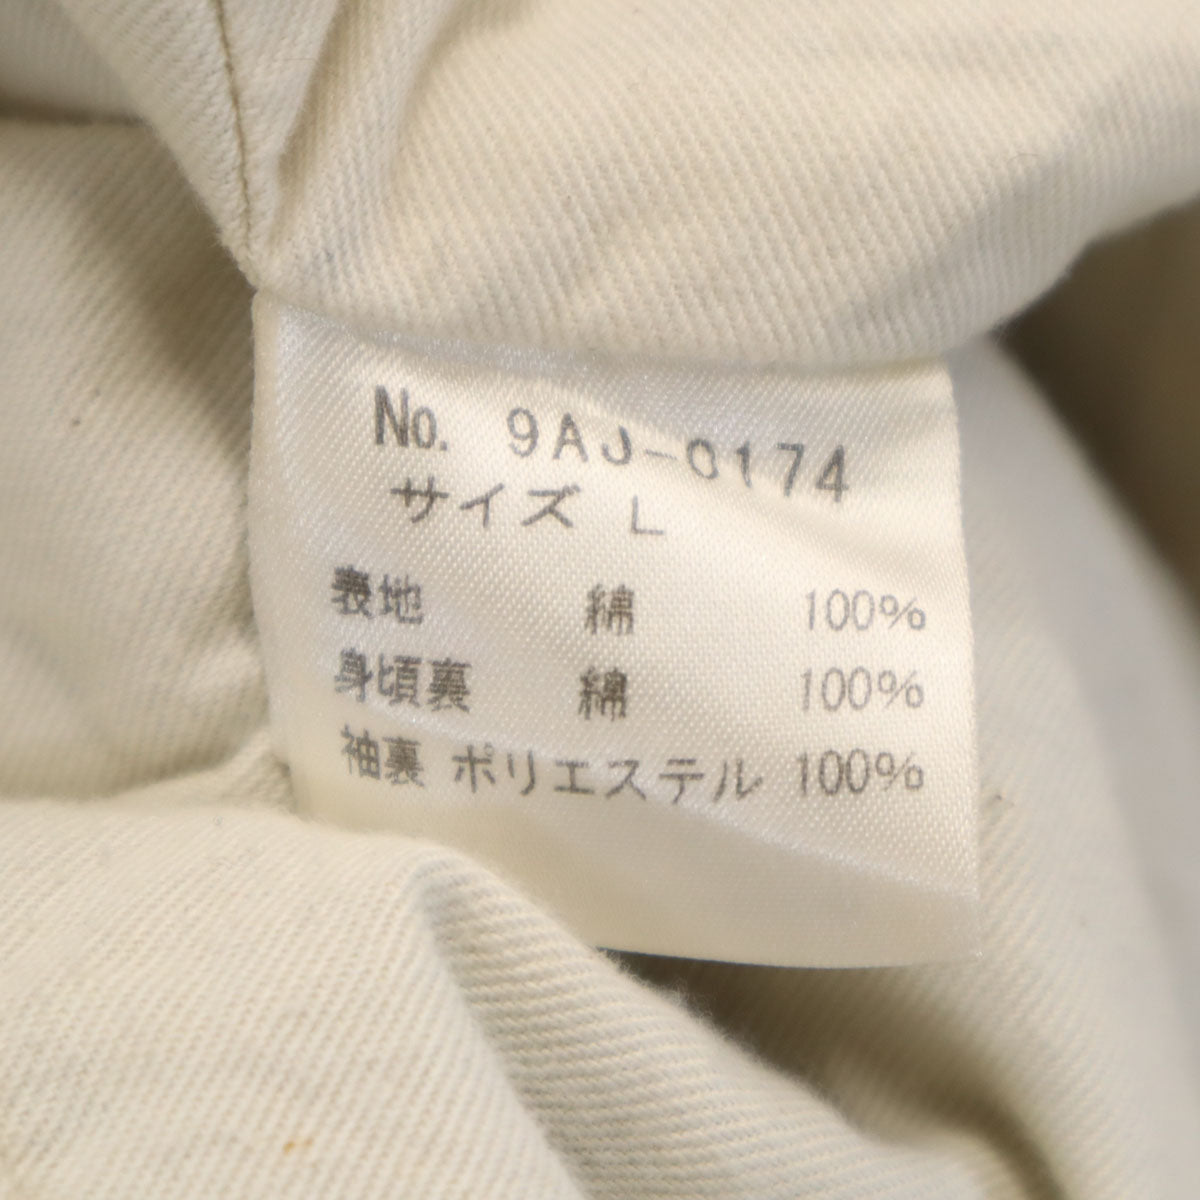 No. 9AJ-0174
サイズ L
表地 綿 100%
身頃裏 綿 100%
袖裏 ポリエステル 100%